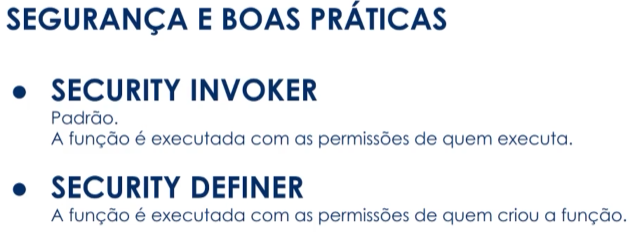 SEGURANÇA E BOAS PRÁTICAS
● SECURITY INVOKER
Padrão.
A função é executada com as permissões de quem executa.
● SECURITY DEFINER
A função é executada com as permissões de quem criou a função.